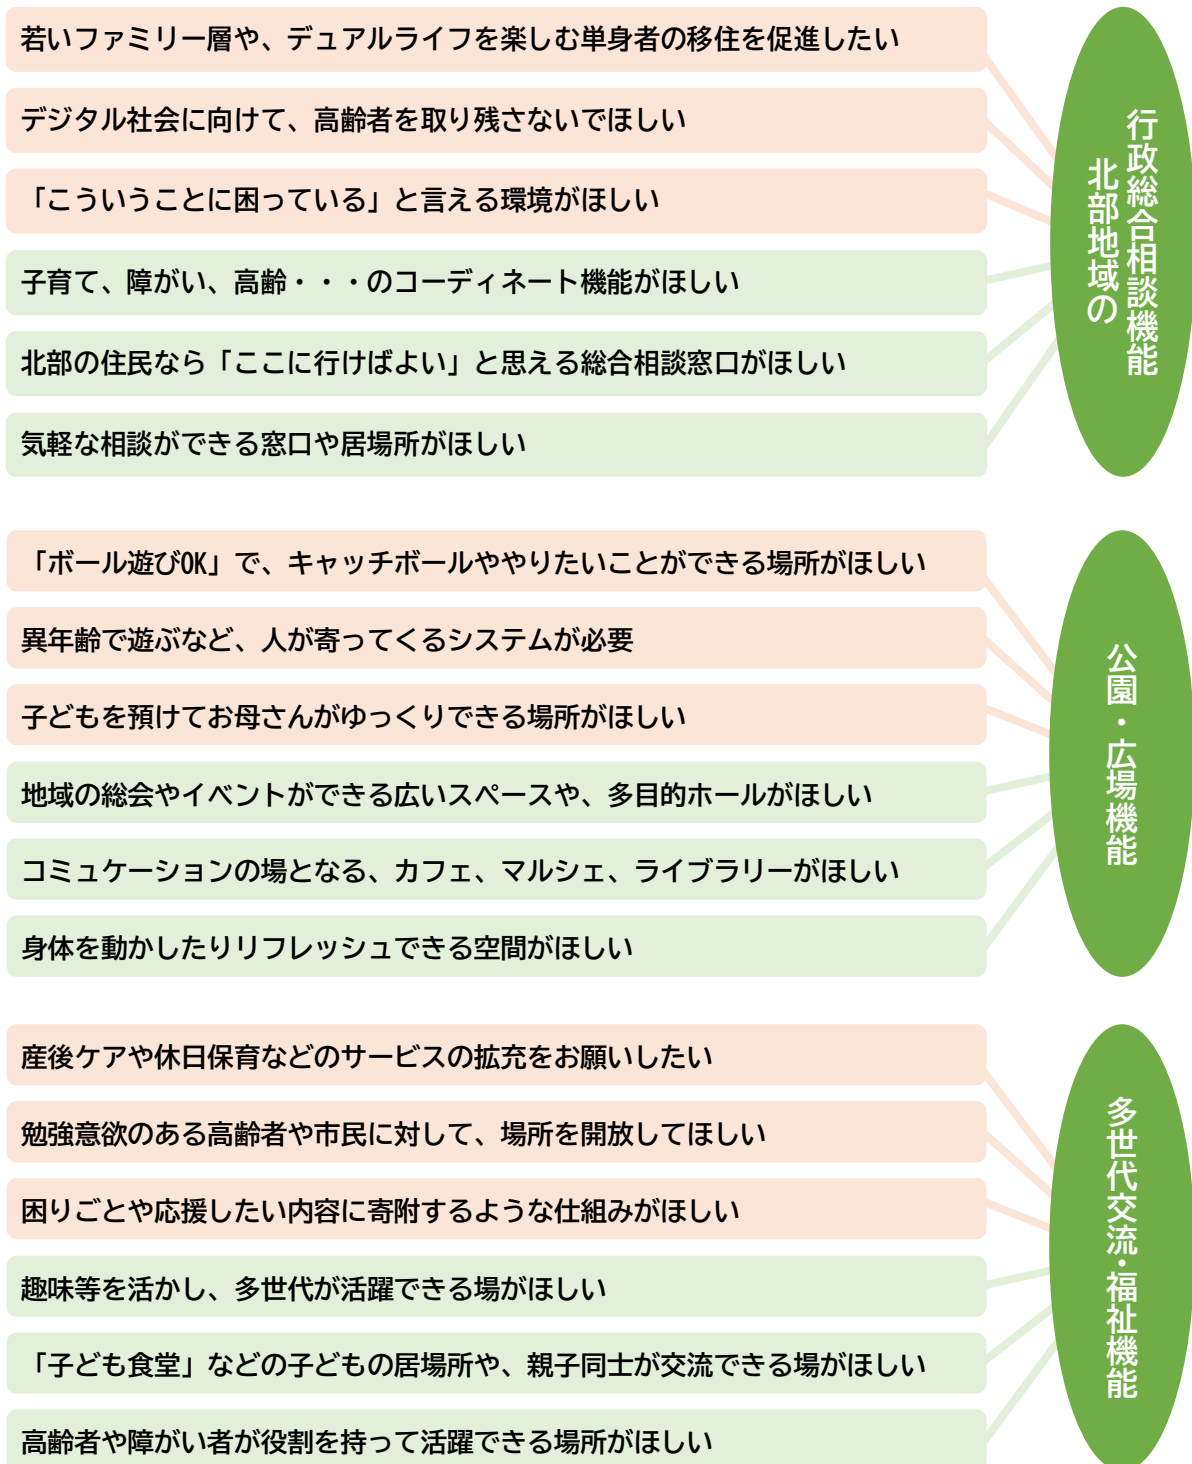 若いファミリー層や、デュアルライフを楽しむ単身者の移住を促進したい
デジタル社会に向けて、高齢者を取り残さないでほしい
「こういうことに困っている」と言える環境がほしい
子育て、障がい、高齢・・・のコーディネート機能がほしい
北部の住民なら「ここに行けばよい」と思える総合相談窓口がほしい
気軽な相談ができる窓口や居場所がほしい
行政総合相談機能
北部地域の
「ボール遊びOK」で、キャッチボールややりたいことができる場所がほしい
異年齢で遊ぶなど、人が寄ってくるシステムが必要
子どもを預けてお母さんがゆっくりできる場所がほしい
地域の総会やイベントができる広いスペースや、多目的ホールがほしい
コミュケーションの場となる、カフェ、マルシェ、ライブラリーがほしい
身体を動かしたりリフレッシュできる空間がほしい
公園・広場機能
産後ケアや休日保育などのサービスの拡充をお願いしたい
勉強意欲のある高齢者や市民に対して、場所を開放してほしい
困りごとや応援したい内容に寄附するような仕組みがほしい
趣味等を活かし、多世代が活躍できる場がほしい
「子ども食堂」などの子どもの居場所や、親子同士が交流できる場がほしい
高齢者や障がい者が役割を持って活躍できる場所がほしい
多世代交流・福祉機能